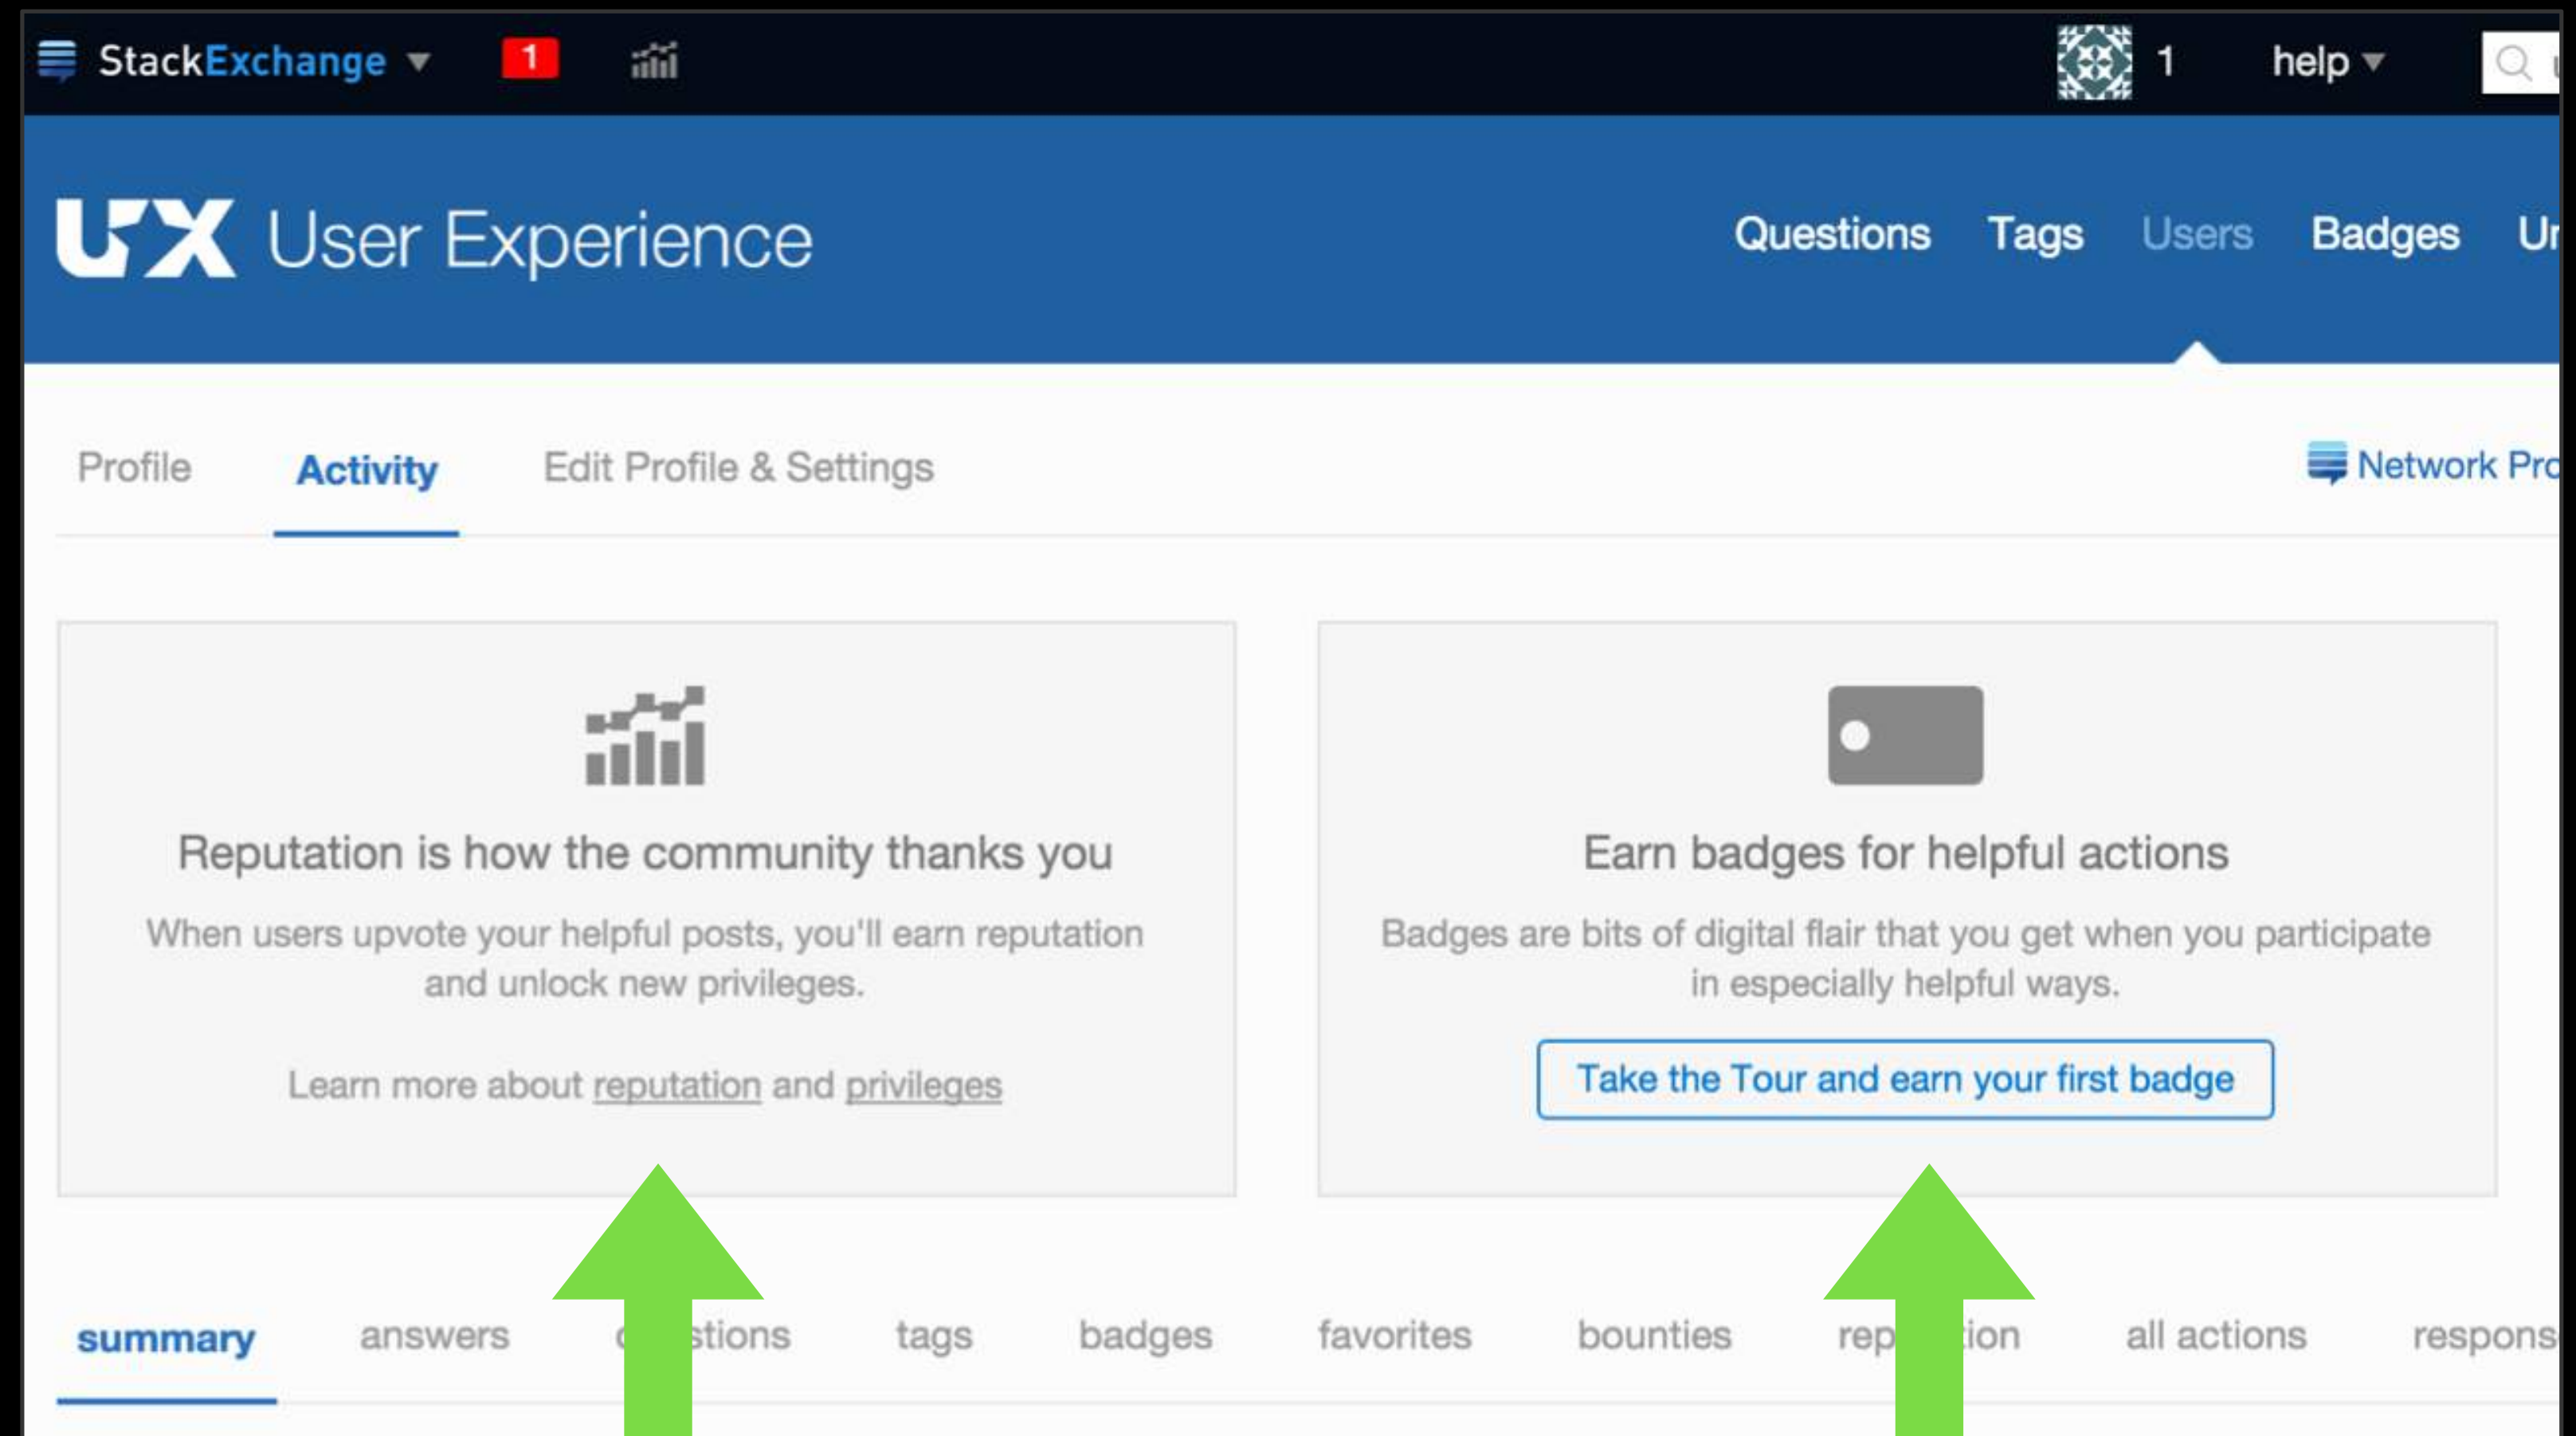 StackExchange 1 1 help
UX User Experience
Questions Tags Users Badges
Profile Activity Edit Profile & Settings Network
Reputation is how the community thanks you
When users upvote your helpful posts, you'll earn reputation
and unlock new privileges.
Learn more about reputation and privileges
Earn badges for helpful actions
Badges are bits of digital flair that you get when you participate
in especially helpful ways.
Take the Tour and earn your first badge
summary answers tags badges favorites bounties all actions